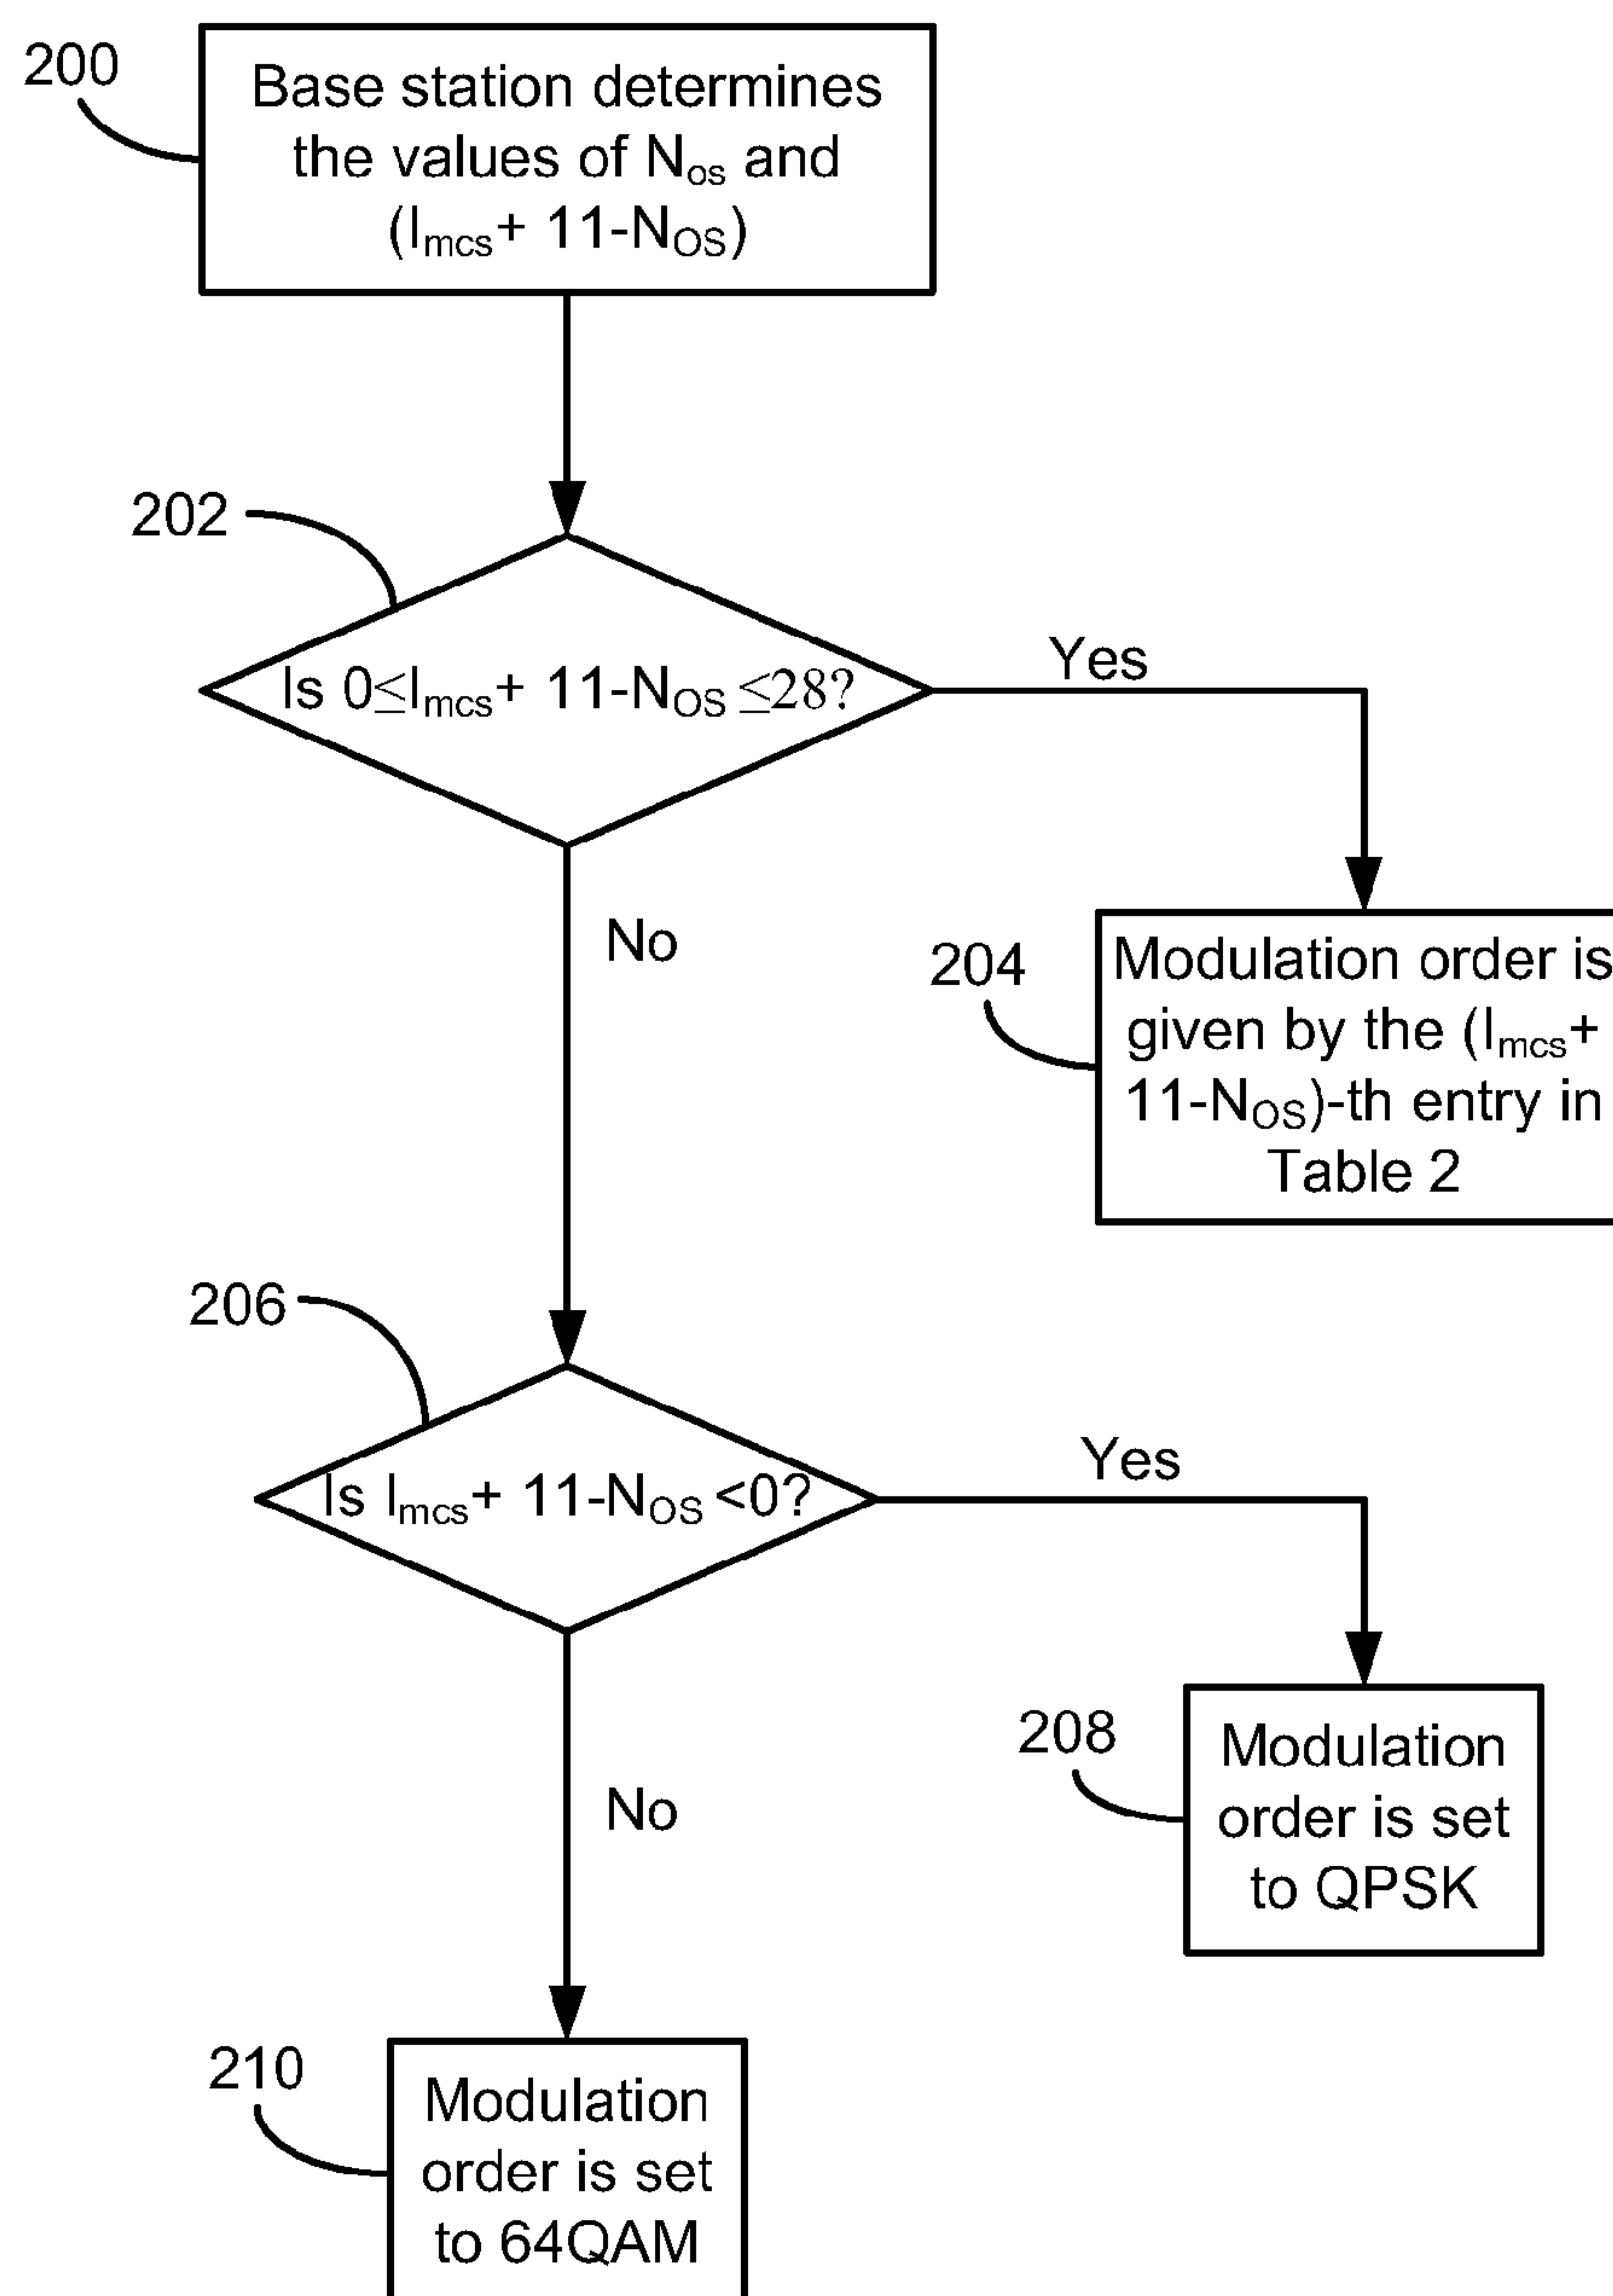 200
Base station determines
the values of Nos and
(Imcs+ 11-NOS)
202
Is 0≤Imcs+ 11-NOS ≤28?
Yes
No
204
Modulation order is
given by the (Imcs+
11-NOS)-th entry in
Table 2
206
Is Imcs+ 11-NOS <0?
Yes
No
208
Modulation
order is set
to QPSK
210
Modulation
order is set
to 64QAM